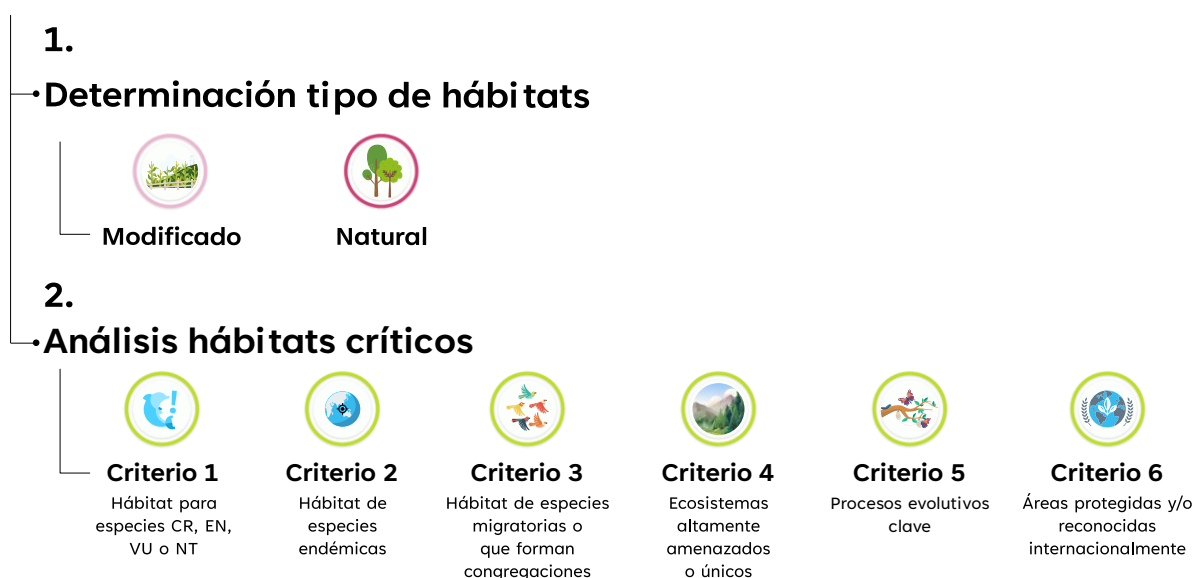 1.
Determinación tipo de hábitats
Modificado
Natural
2.
Análisis hábitats críticos
Criterio 1
Hábitat para
especies CR, EN,
VU o NT
Criterio 2
Hábitat de
especies
endémicas
Criterio 3
Hábitat de especies
migratorias o
que forman
congregaciones
Criterio 4
Ecosistemas
altamente
amenazados
o únicos
Criterio 5
Procesos evolutivos
clave
Criterio 6
Áreas protegidas y/o
reconocidas
internacionalmente